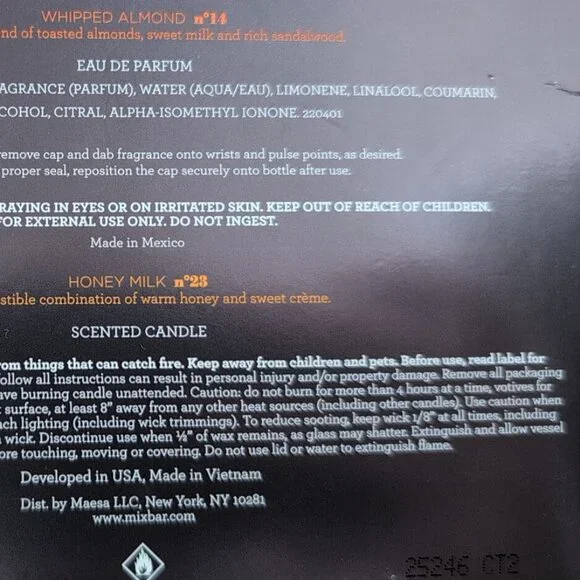 WHIPPED ALMOND n°14
nd of toasted almonds, sweet milk and rich sandalwood.
EAU DE PARFUM
AGRANCE (PARFUM), WATER (AQUA/EAU), LIMONENE, LINALOOL, COUMARIN,
COHOL, CITRAL, ALPHA-ISOMETHYL IONONE. 220401
remove cap and dab fragrance onto wrists and pulse points, as desired.
proper seal, reposition the cap securely onto bottle after use.
RAYING IN EYES OR ON IRRITATED SKIN. KEEP OUT OF REACH OF CHILDREN.
FOR EXTERNAL USE ONLY. DO NOT INGEST.
Made in Mexico
HONEY MILK n°23
stible combination of warm honey and sweet crème.
SCENTED CANDLE
rom things that can catch fire. Keep away from children and pets. Before use, read label for
ollow all instructions can result in personal injury and/or property damage. Remove all packaging
ave burning candle unattended. Caution: do not burn for more than 4 hours at a time, votives for
t surface, at least 8" away from any other heat sources (including other candles). Use caution when
ach lighting (including wick trimmings). To reduce sooting, keep wick 1/8" at all times, including
n wick. Discontinue use when ½" of wax remains, as glass may shatter. Extinguish and allow vessel
ore touching, moving or covering. Do not use lid or water to extinguish flame.
Developed in USA, Made in Vietnam
Dist. by Maesa LLC, New York, NY 10281
www.mixbar.com
25246 CT2